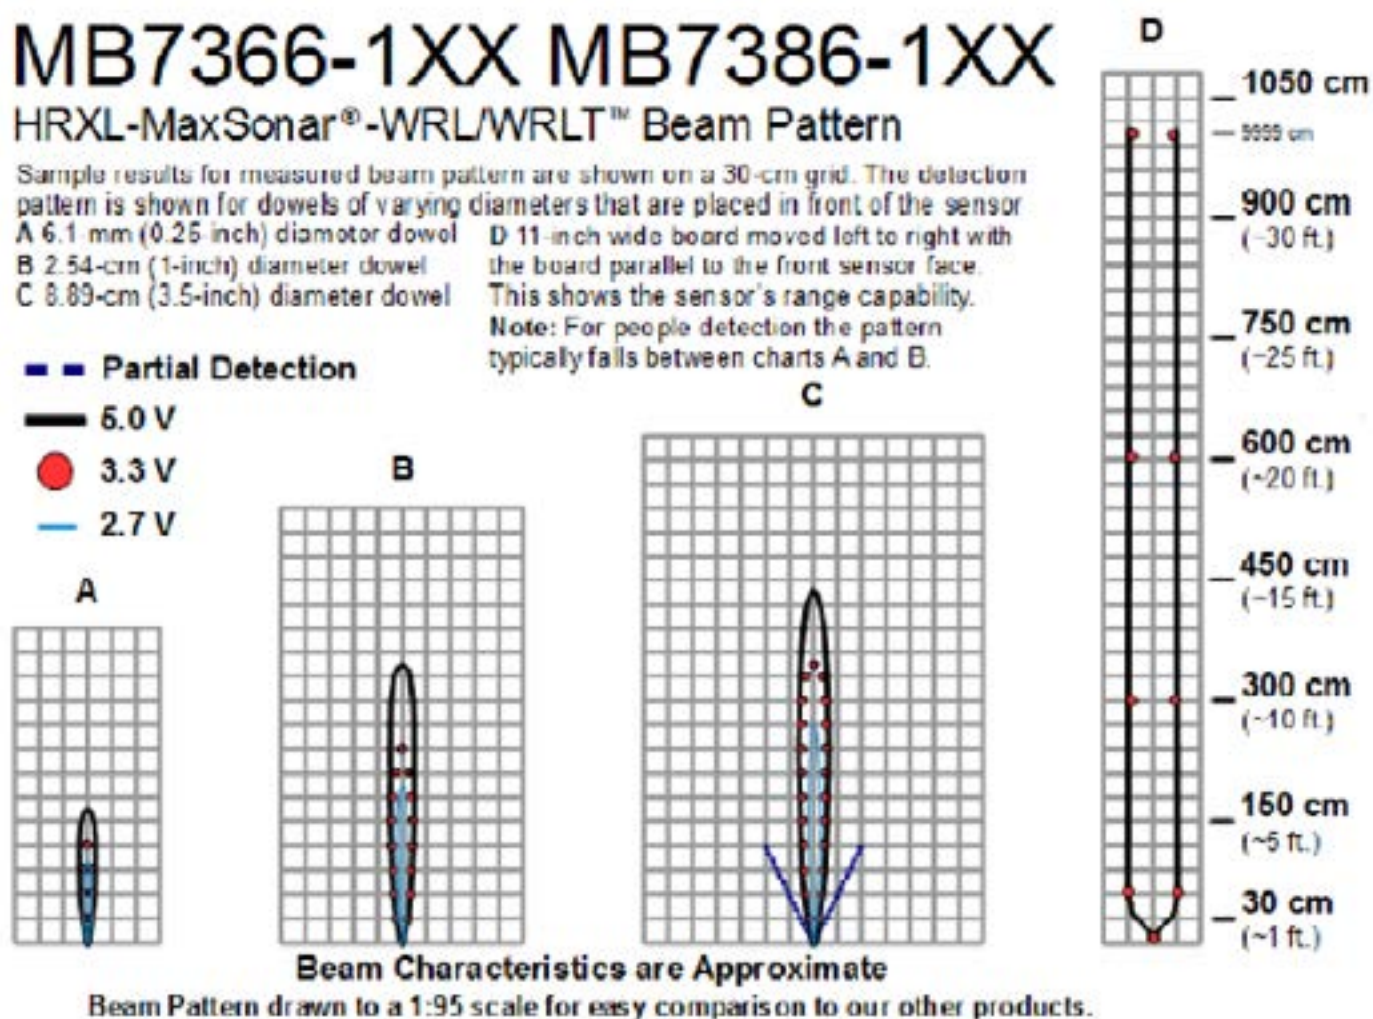 MB7366-1XX MB7386-1XX
HRXL-MaxSonar®-WRL/WRLT™ Beam Pattern
Sample results for measured beam pattern are shown on a 30-cm grid. The detection
pattern is shown for dowels of varying diameters that are placed in front of the sensor
A 6.1-mm (0.25-inch) diameter dowel
B 2.54-cm (1-inch) diameter dowel
C 8.89-cm (3.5-inch) diameter dowel
D 11-inch wide board moved left to right with
the board parallel to the front sensor face.
This shows the sensor's range capability.
Note: For people detection the pattern
typically falls between charts A and B.
Partial Detection
5.0 V
3.3 V
2.7 V
A
B
C
D
1050 cm
9999 cm
900 cm
(~30 ft.)
750 cm
(~25 ft.)
600 cm
(~20 ft.)
450 cm
(~15 ft.)
300 cm
(~10 ft.)
150 cm
(~5 ft.)
30 cm
(~1 ft.)
Beam Characteristics are Approximate
Beam Pattern drawn to a 1:95 scale for easy comparison to our other products.